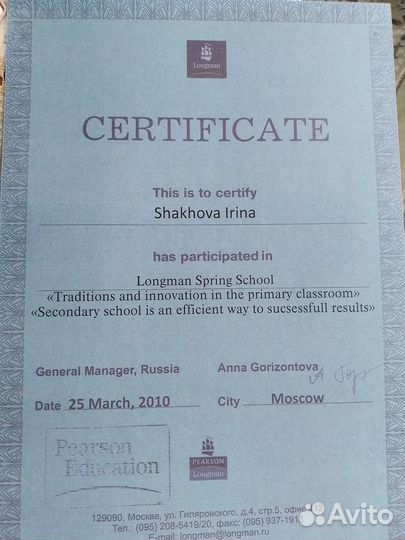 Longman
CERTIFICATE
This is to certify
Shakhova Irina
has participated in
Longman Spring School
«Traditions and innovation in the primary classroom»
«Secondary school is an efficient way to sucsessfull results»
General Manager, Russia Anna Gorizontova
Date 25 March, 2010 City Moscow
Pearson
Education
PEARSON
Longman
129090, Москва, ул. Гиляровского, д.4, стр.5, офис
Тел.: (095) 208-5419/20, факс: (095) 937-191
E-mail: longman@longman.ru
Avito